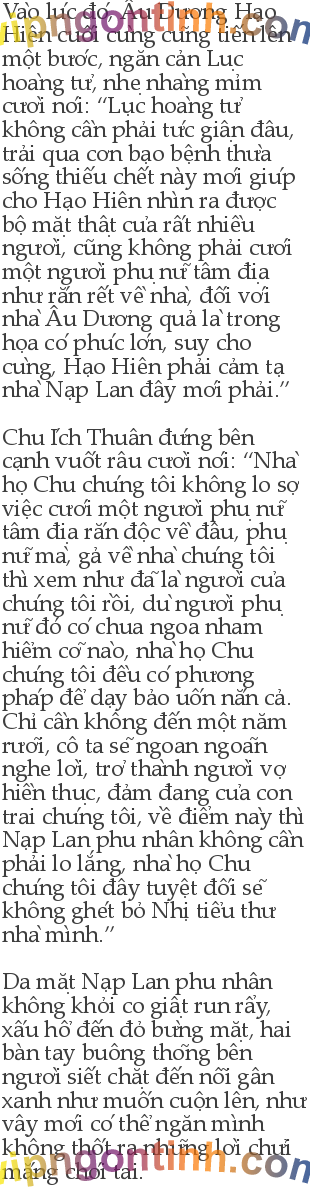 Vào lúc đó, Âu Dương Hạo
Hiên cuối cùng cũng tiến lên
một bước, ngăn cản Lục
hoàng tử, nhẹ nhàng mỉm
cười nói: “Lục hoàng tử
không cần phải tức giận đâu,
trải qua cơn bạo bệnh thừa
sống thiếu chết này mới giúp
cho Hạo Hiên nhìn ra được
bộ mặt thật của rất nhiều
người, cũng không phải cưới
một người phụ nữ tâm địa
như rắn rết về nhà, đối với
nhà Âu Dương quả là trong
họa có phúc lớn, suy cho
cùng, Hạo Hiên phải cảm tạ
nhà Nạp Lan đây mới phải.”

Chu Ích Thuân đứng bên
cạnh vuốt râu cười nói: “Nhà
họ Chu chúng tôi không lo sợ
việc cưới một người phụ nữ
tâm địa rắn độc về đâu, phụ
nữ mà, gả về nhà chúng tôi
thì xem như đã là người của
chúng tôi rồi, dù người phụ
nữ đó có chua ngoa nham
hiểm cỡ nào, nhà họ Chu
chúng tôi đều có phương
pháp để dạy bảo uốn nắn cả.
Chỉ cần không đến một năm
rưỡi, cô ta sẽ ngoan ngoãn
nghe lời, trở thành người vợ
hiền thục, đảm đang của con
trai chúng tôi, về điểm này thì
Nạp Lan phu nhân không cần
phải lo lắng, nhà họ Chu
chúng tôi đây tuyệt đối sẽ
không ghét bỏ Nhị tiểu thư
nhà mình.”

Da mặt Nạp Lan phu nhân
không khỏi co giật run rẩy,
xấu hổ đến đỏ bừng mặt, hai
bàn tay buông thõng bên
người siết chặt đến nỗi gân
xanh như muốn cuộn lên, như
vậy mới có thể ngăn mình
không thốt ra những lời chửi
mắng chói tai.
vipngontinh.com
vipngontinh.com